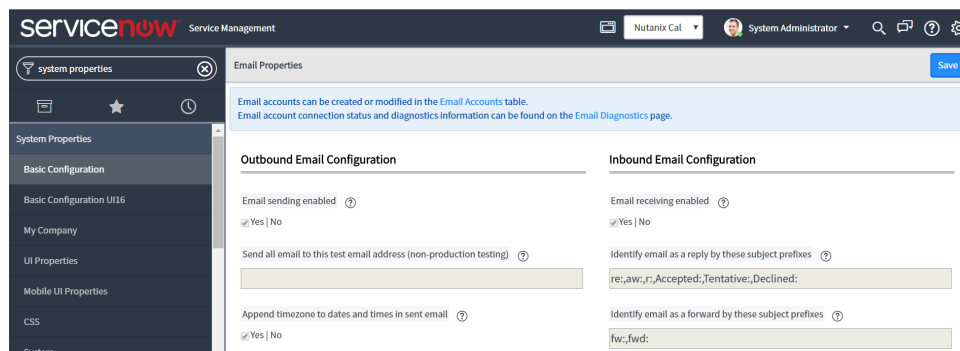 servicenow Service Management
Nutanix Cal
System Administrator
system properties
Email Properties
Save
Email accounts can be created or modified in the Email Accounts table.
Email account connection status and diagnostics information can be found on the Email Diagnostics page.
System Properties
Basic Configuration
Basic Configuration UI16
My Company
UI Properties
Mobile UI Properties
CSS
System
Outbound Email Configuration
Email sending enabled ?
Yes | No
Send all email to this test email address (non-production testing) ?
Append timezone to dates and times in sent email ?
Yes | No
Inbound Email Configuration
Email receiving enabled ?
Yes | No
Identify email as a reply by these subject prefixes ?
re:,aw:,r:,Accepted:,Tentative:,Declined:
Identify email as a forward by these subject prefixes ?
fw:,fwd: